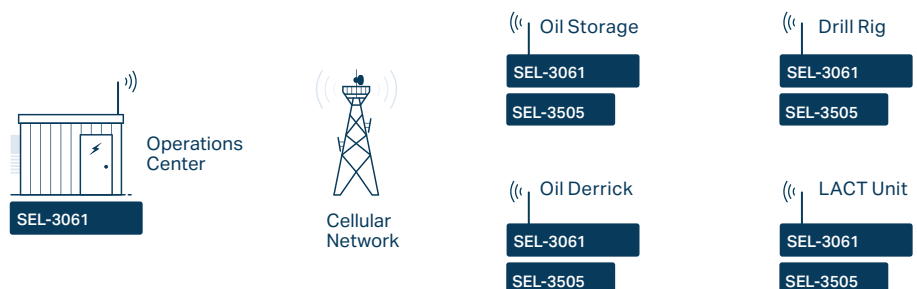 Oil Storage
SEL-3061
SEL-3505
Drill Rig
SEL-3061
SEL-3505
Operations
Center
SEL-3061
Cellular
Network
Oil Derrick
SEL-3061
SEL-3505
LACT Unit
SEL-3061
SEL-3505